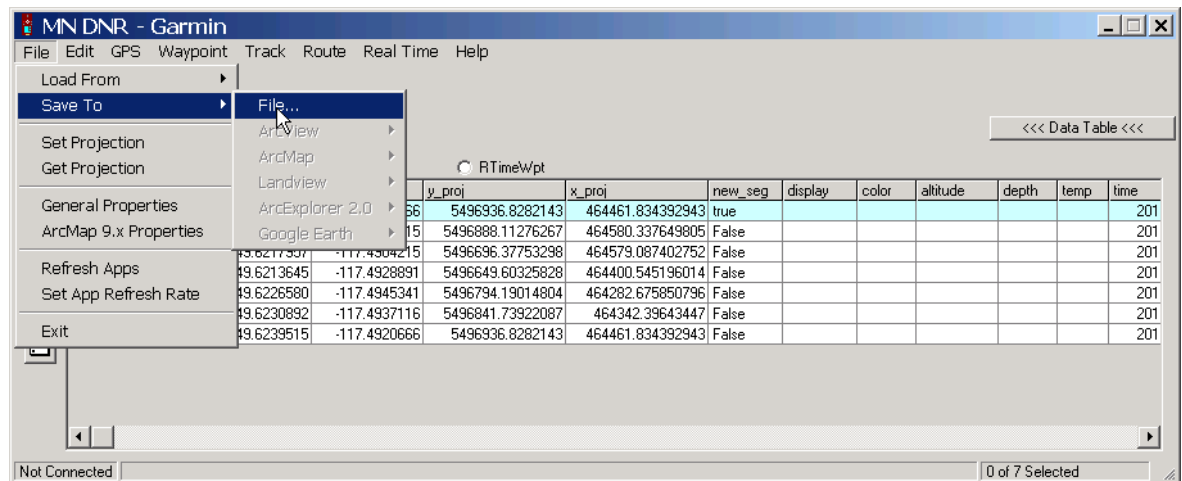 MN DNR - Garmin
File Edit GPS Waypoint Track Route Real Time Help
Load From
Save To
Set Projection
Get Projection
General Properties
ArcMap 9.x Properties
Refresh Apps
Set App Refresh Rate
Exit
File...
ArcView
ArcMap
Landview
ArcExplorer 2.0
Google Earth
<<< Data Table <<<
RTimeWpt
y_proj x_proj new_seg display color altitude depth temp time
66 5496936.8282143 464461.834392943 true 201
15 5496888.11276267 464580.337649805 False 201
49.6217957 -117.4904215 5496696.37753298 464579.087402752 False 201
49.6213645 -117.4928891 5496649.60325828 464400.545196014 False 201
49.6226580 -117.4945341 5496794.19014804 464282.675850796 False 201
49.6230892 -117.4937116 5496841.73922087 464342.39643447 False 201
49.6239515 -117.4920666 5496936.8282143 464461.834392943 False 201
Not Connected
0 of 7 Selected